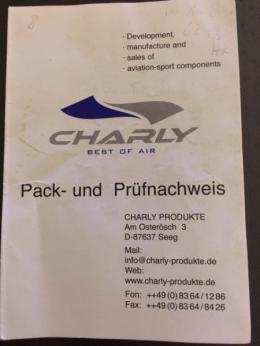 8
· Development,
· manufacture and
· sales of
· aviation-sport components
CHARLY
BEST OF AIR
Pack- und Prüfnachweis
CHARLY PRODUKTE
Am Osterösch 3
D-87637 Seeg
Mail:
info@charly-produkte.de
Web:
www.charly-produkte.de
Fon: ++49 (0) 83 64 / 12 86
Fax: ++49 (0) 83 64 / 84 26